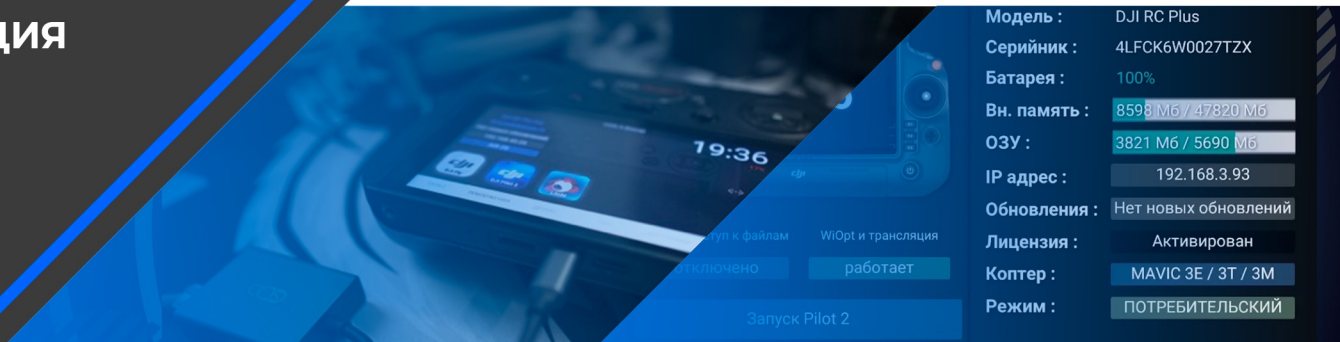 ция
19:36
Модель : DJI RC Plus
Серийник : 4LFCK6W0027TZX
Батарея : 100%
Вн. память : 8598 Мб / 47820 Мб
ОЗУ : 3821 Мб / 5690 Мб
IP адрес : 192.168.3.93
Обновления : Нет новых обновлений
Лицензия : Активирован
Коптер : MAVIC 3E / 3T / 3M
Режим : ПОТРЕБИТЕЛЬСКИЙ
туп к файлам WiOpt и трансляция
отключено работает
Запуск Pilot 2